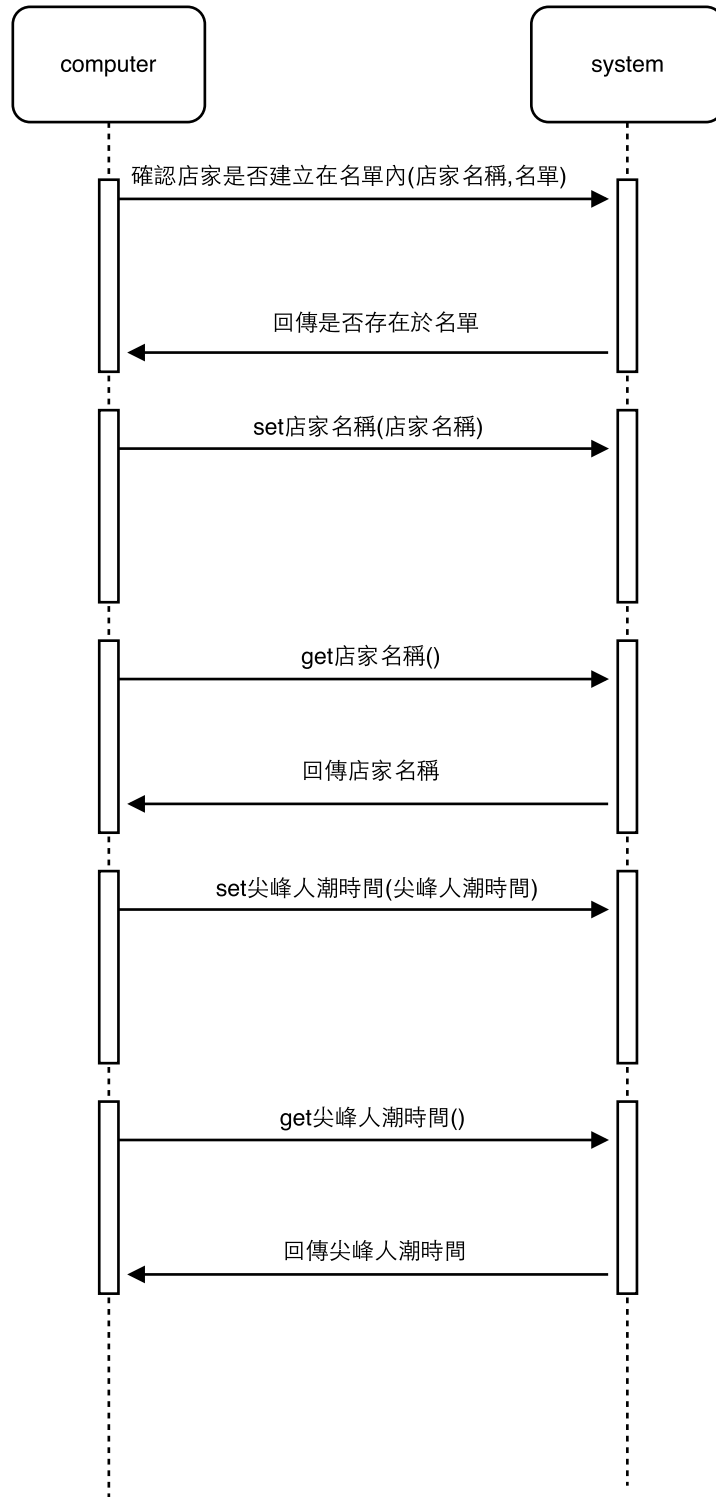 computer
system
確認店家是否建立在名單內(店家名稱,名單)
回傳是否存在於名單
set店家名稱(店家名稱)
get店家名稱()
回傳店家名稱
set尖峰人潮時間(尖峰人潮時間)
get尖峰人潮時間()
回傳尖峰人潮時間